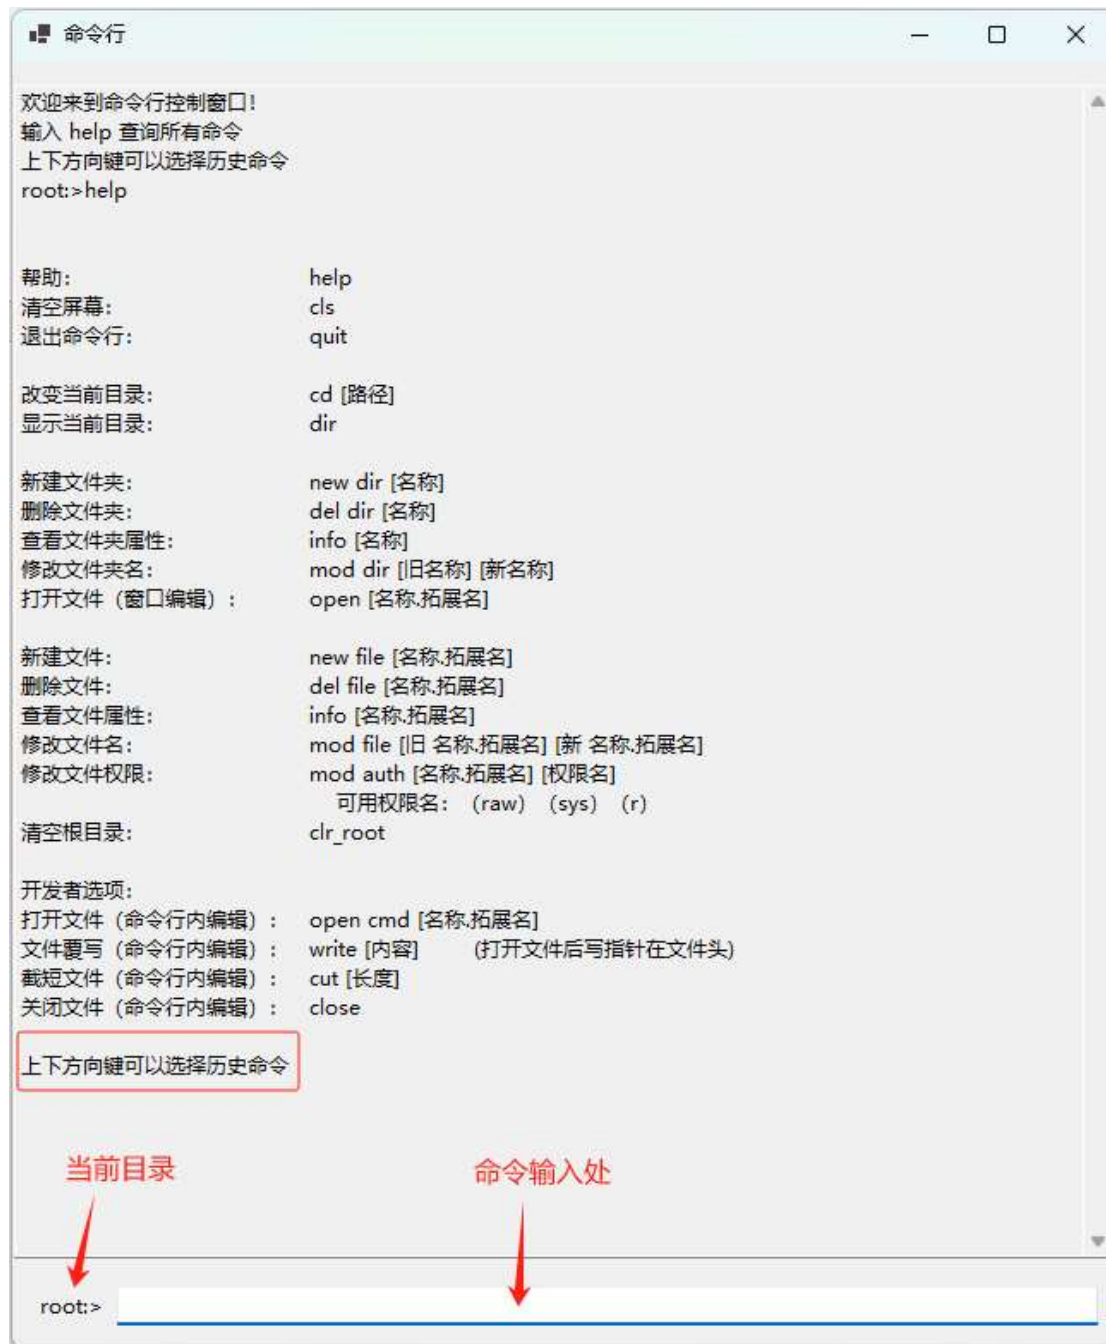 命令行
欢迎来到命令行控制窗口!
输入 help 查询所有命令
上下方向键可以选择历史命令
root:>help
帮助: help
清空屏幕: cls
退出命令行: quit
改变当前目录: cd [路径]
显示当前目录: dir
新建文件夹: new dir [名称]
删除文件夹: del dir [名称]
查看文件夹属性: info [名称]
修改文件夹名: mod dir [旧名称] [新名称]
打开文件（窗口编辑）: open [名称.拓展名]
新建文件: new file [名称.拓展名]
删除文件: del file [名称.拓展名]
查看文件属性: info [名称.拓展名]
修改文件名: mod file [旧 名称.拓展名] [新 名称.拓展名]
修改文件权限: mod auth [名称.拓展名] [权限名]
可用权限名: （raw）（sys）（r）
清空根目录: clr_root
开发者选项:
打开文件（命令行内编辑）: open cmd [名称.拓展名]
文件覆写（命令行内编辑）: write [内容] (打开文件后写指针在文件头)
截短文件（命令行内编辑）: cut [长度]
关闭文件（命令行内编辑）: close
上下方向键可以选择历史命令
当前目录 命令输入处
root:>